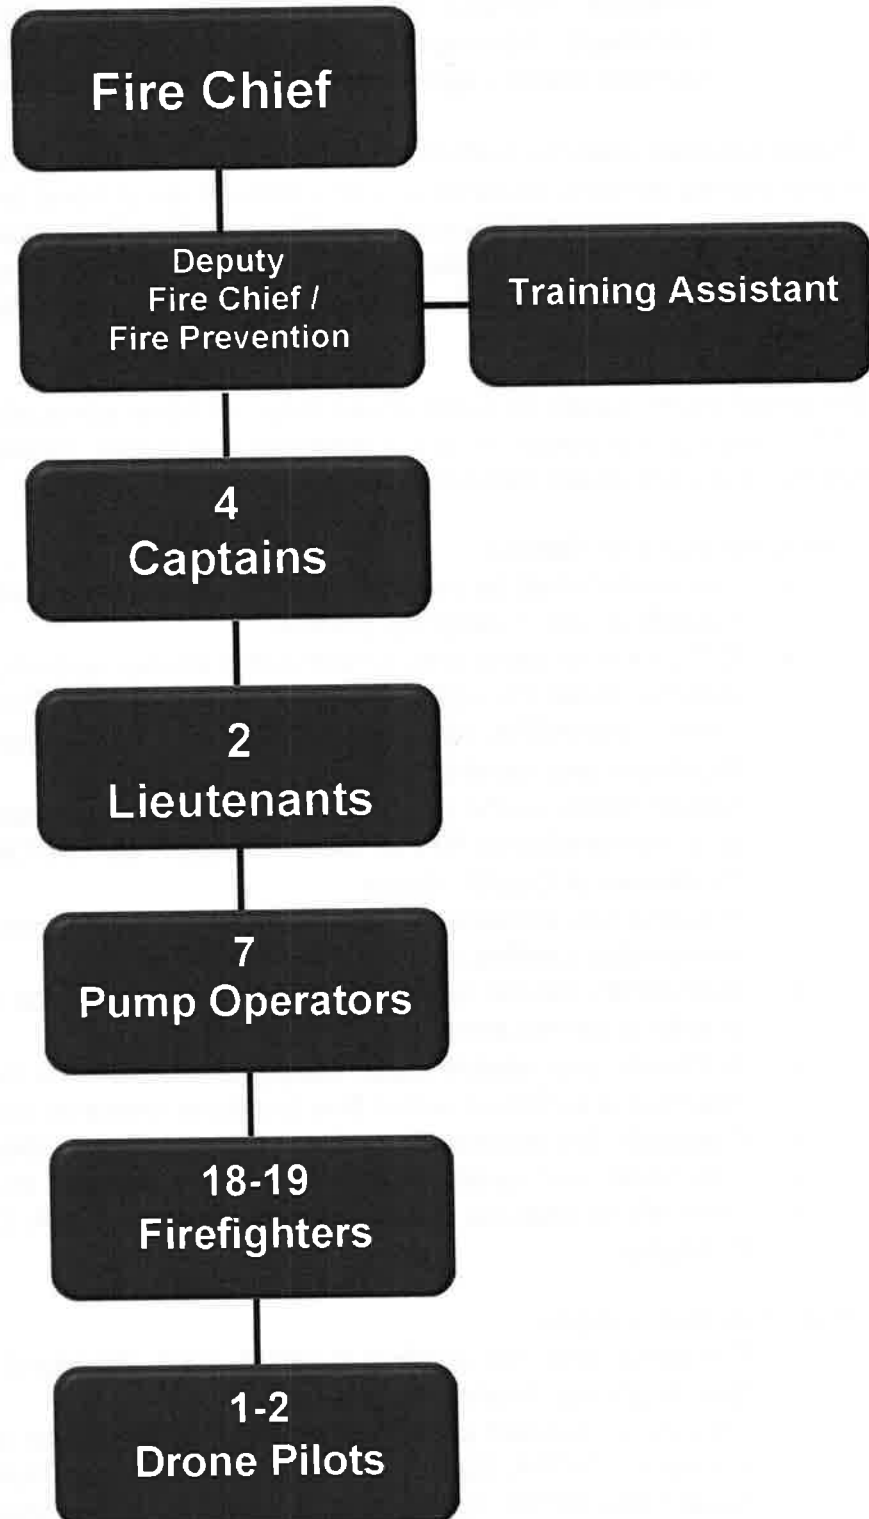 Fire Chief
Deputy
Fire Chief /
Fire Prevention
Training Assistant
4
Captains
2
Lieutenants
7
Pump Operators
18-19
Firefighters
1-2
Drone Pilots